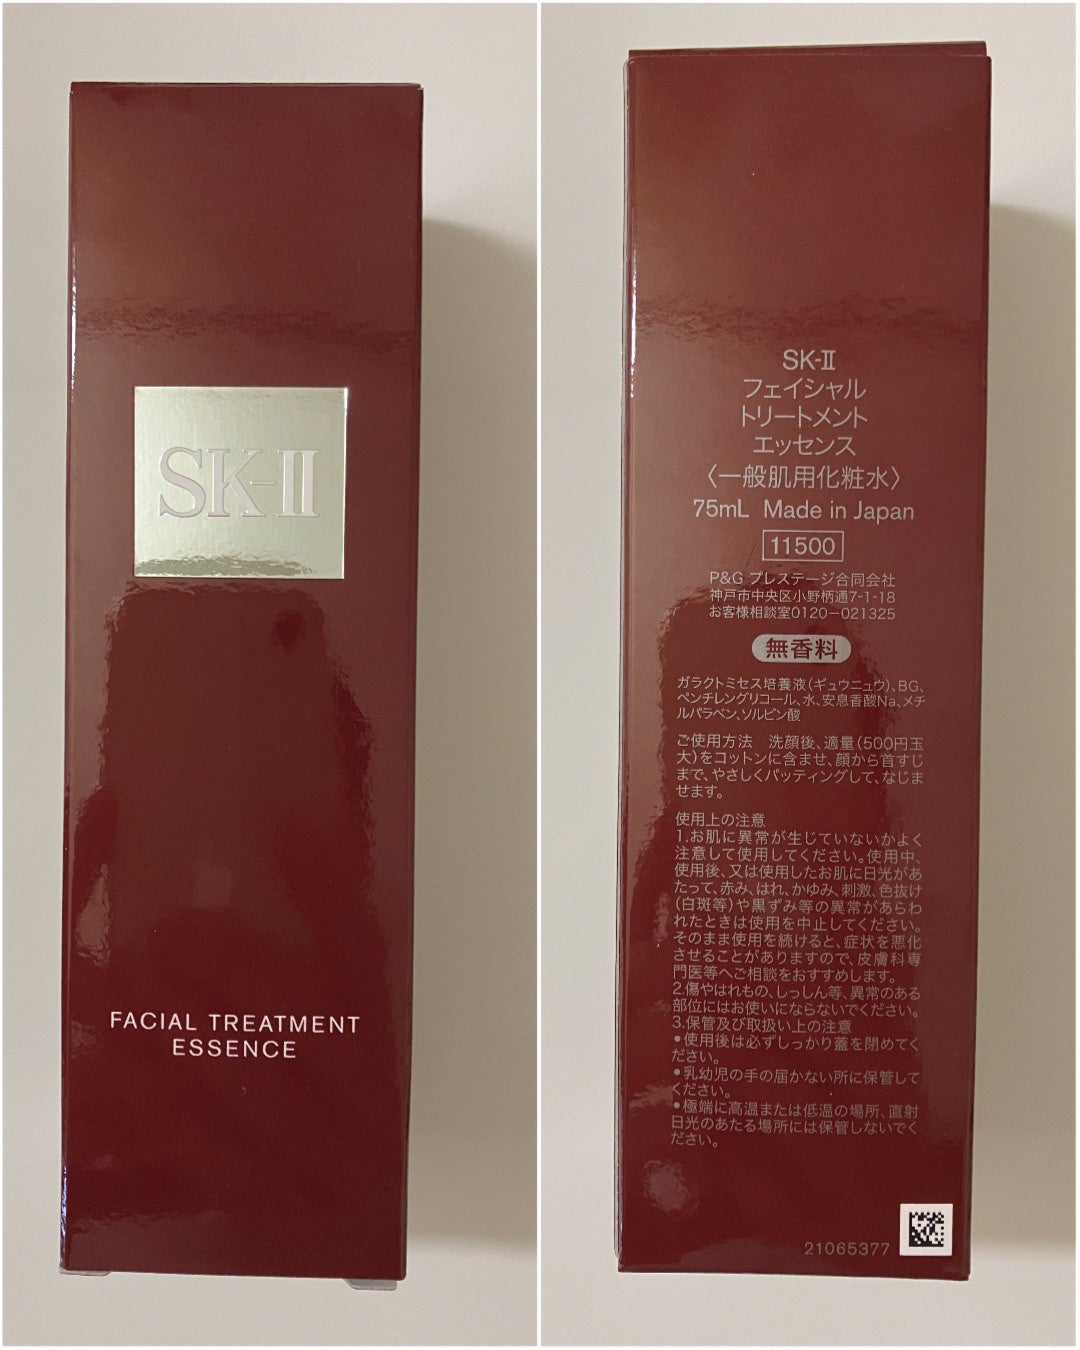 SK-II
FACIAL TREATMENT
ESSENCE
SK-II
フェイシャル
トリートメント
エッセンス
〈一般肌用化粧水〉
75mL Made in Japan
11500
P&G プレステージ合同会社
神戸市中央区小野柄通7-1-18
お客様相談室0120-021325
無香料
ガラクトミセス培養液(ギュウニュウ)、BG、
ペンチレングリコール、水、安息香酸Na、メチ
ルパラベン、ソルビン酸
ご使用方法 洗顔後、適量(500円玉
大)をコットンに含ませ、顔から首すじ
まで、やさしくパッティングして、なじま
せます。
使用上の注意
1.お肌に異常が生じていないかよく
注意して使用してください。使用中、
使用後、又は使用したお肌に日光があ
たって、赤み、はれ、かゆみ、刺激、色抜け
(白斑等)や黒ずみ等の異常があらわ
れたときは使用を中止してください。
そのまま使用を続けると、症状を悪化
させることがありますので、皮膚科専
門医等へご相談をおすすめします。
2.傷やはれもの、しっしん等、異常のある
部位にはお使いにならないでください。
3.保管及び取扱い上の注意
●使用後は必ずしっかり蓋を閉めてく
ださい。
●乳幼児の手の届かない所に保管して
ください。
●極端に高温または低温の場所、直射
日光のあたる場所には保管しないでく
ださい。
21065377